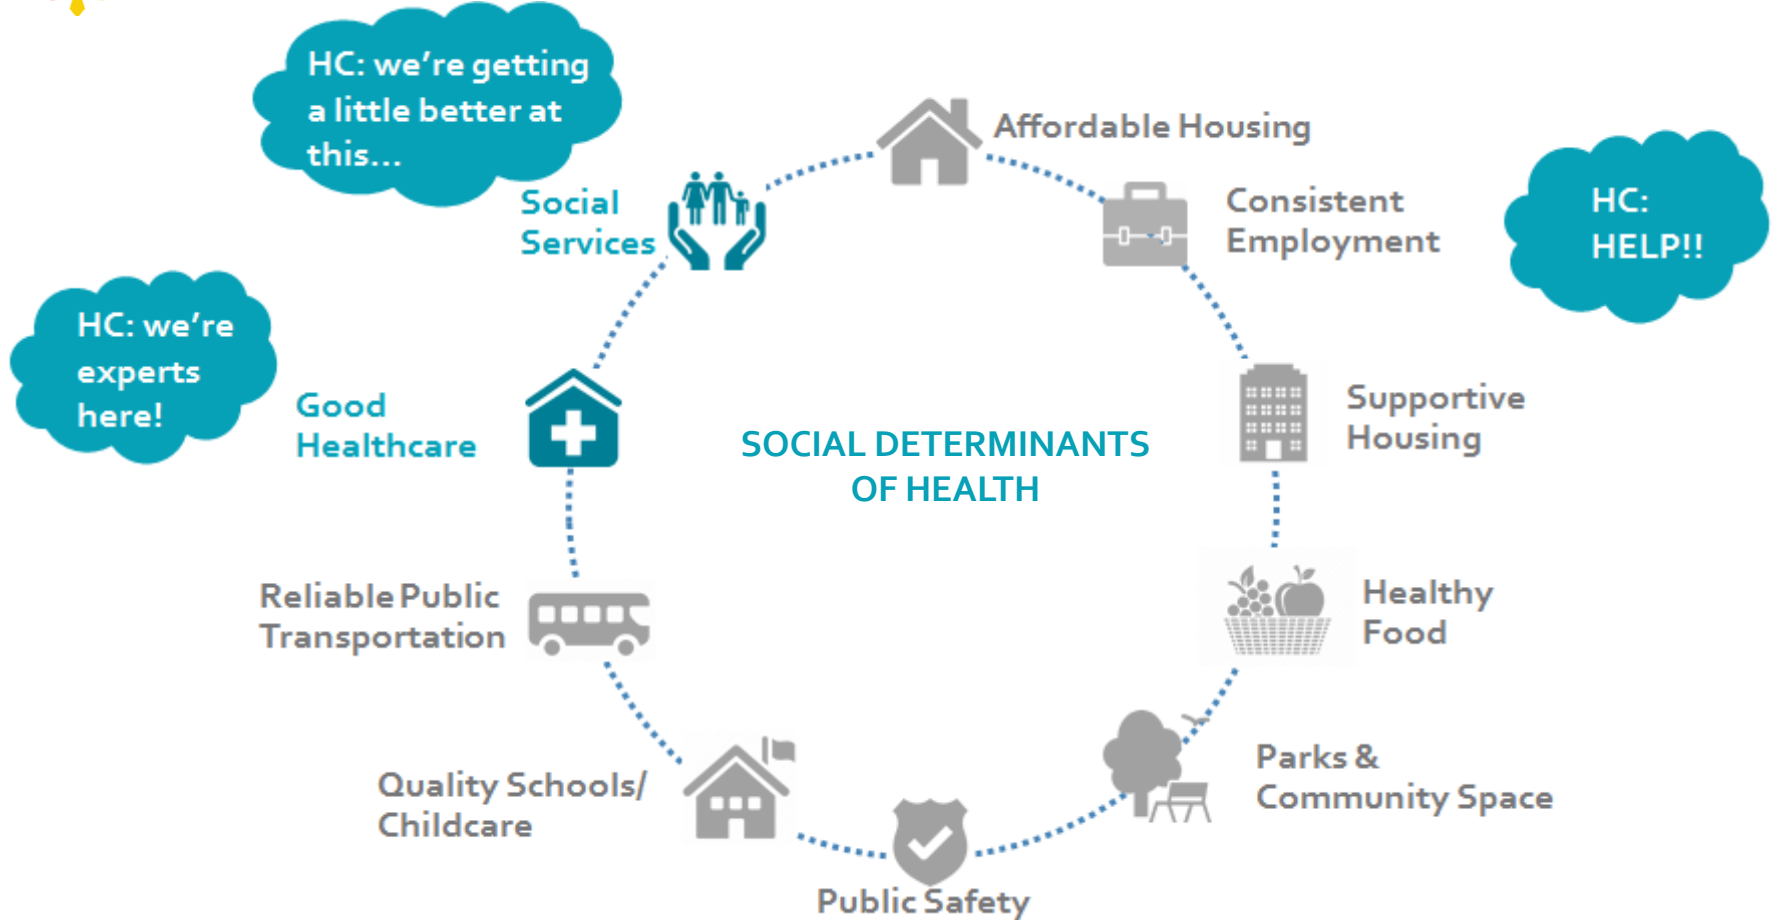 HC: we're getting
a little better at
this...
Affordable Housing
HC:
HELP!!
Social
Services
Consistent
Employment
HC: we're
experts
here!
Good
Healthcare
Supportive
Housing
SOCIAL DETERMINANTS
OF HEALTH
Reliable Public
Transportation
Healthy
Food
Quality Schools/
Childcare
Parks &
Community Space
Public Safety